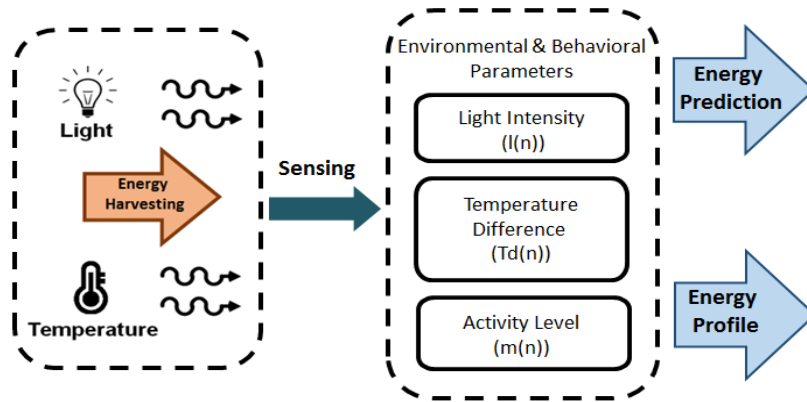 Light
Energy
Harvesting
Temperature
Sensing
Environmental & Behavioral
Parameters
Light Intensity
(l(n))
Temperature
Difference
(Td(n))
Activity Level
(m(n))
Energy
Prediction
Energy
Profile